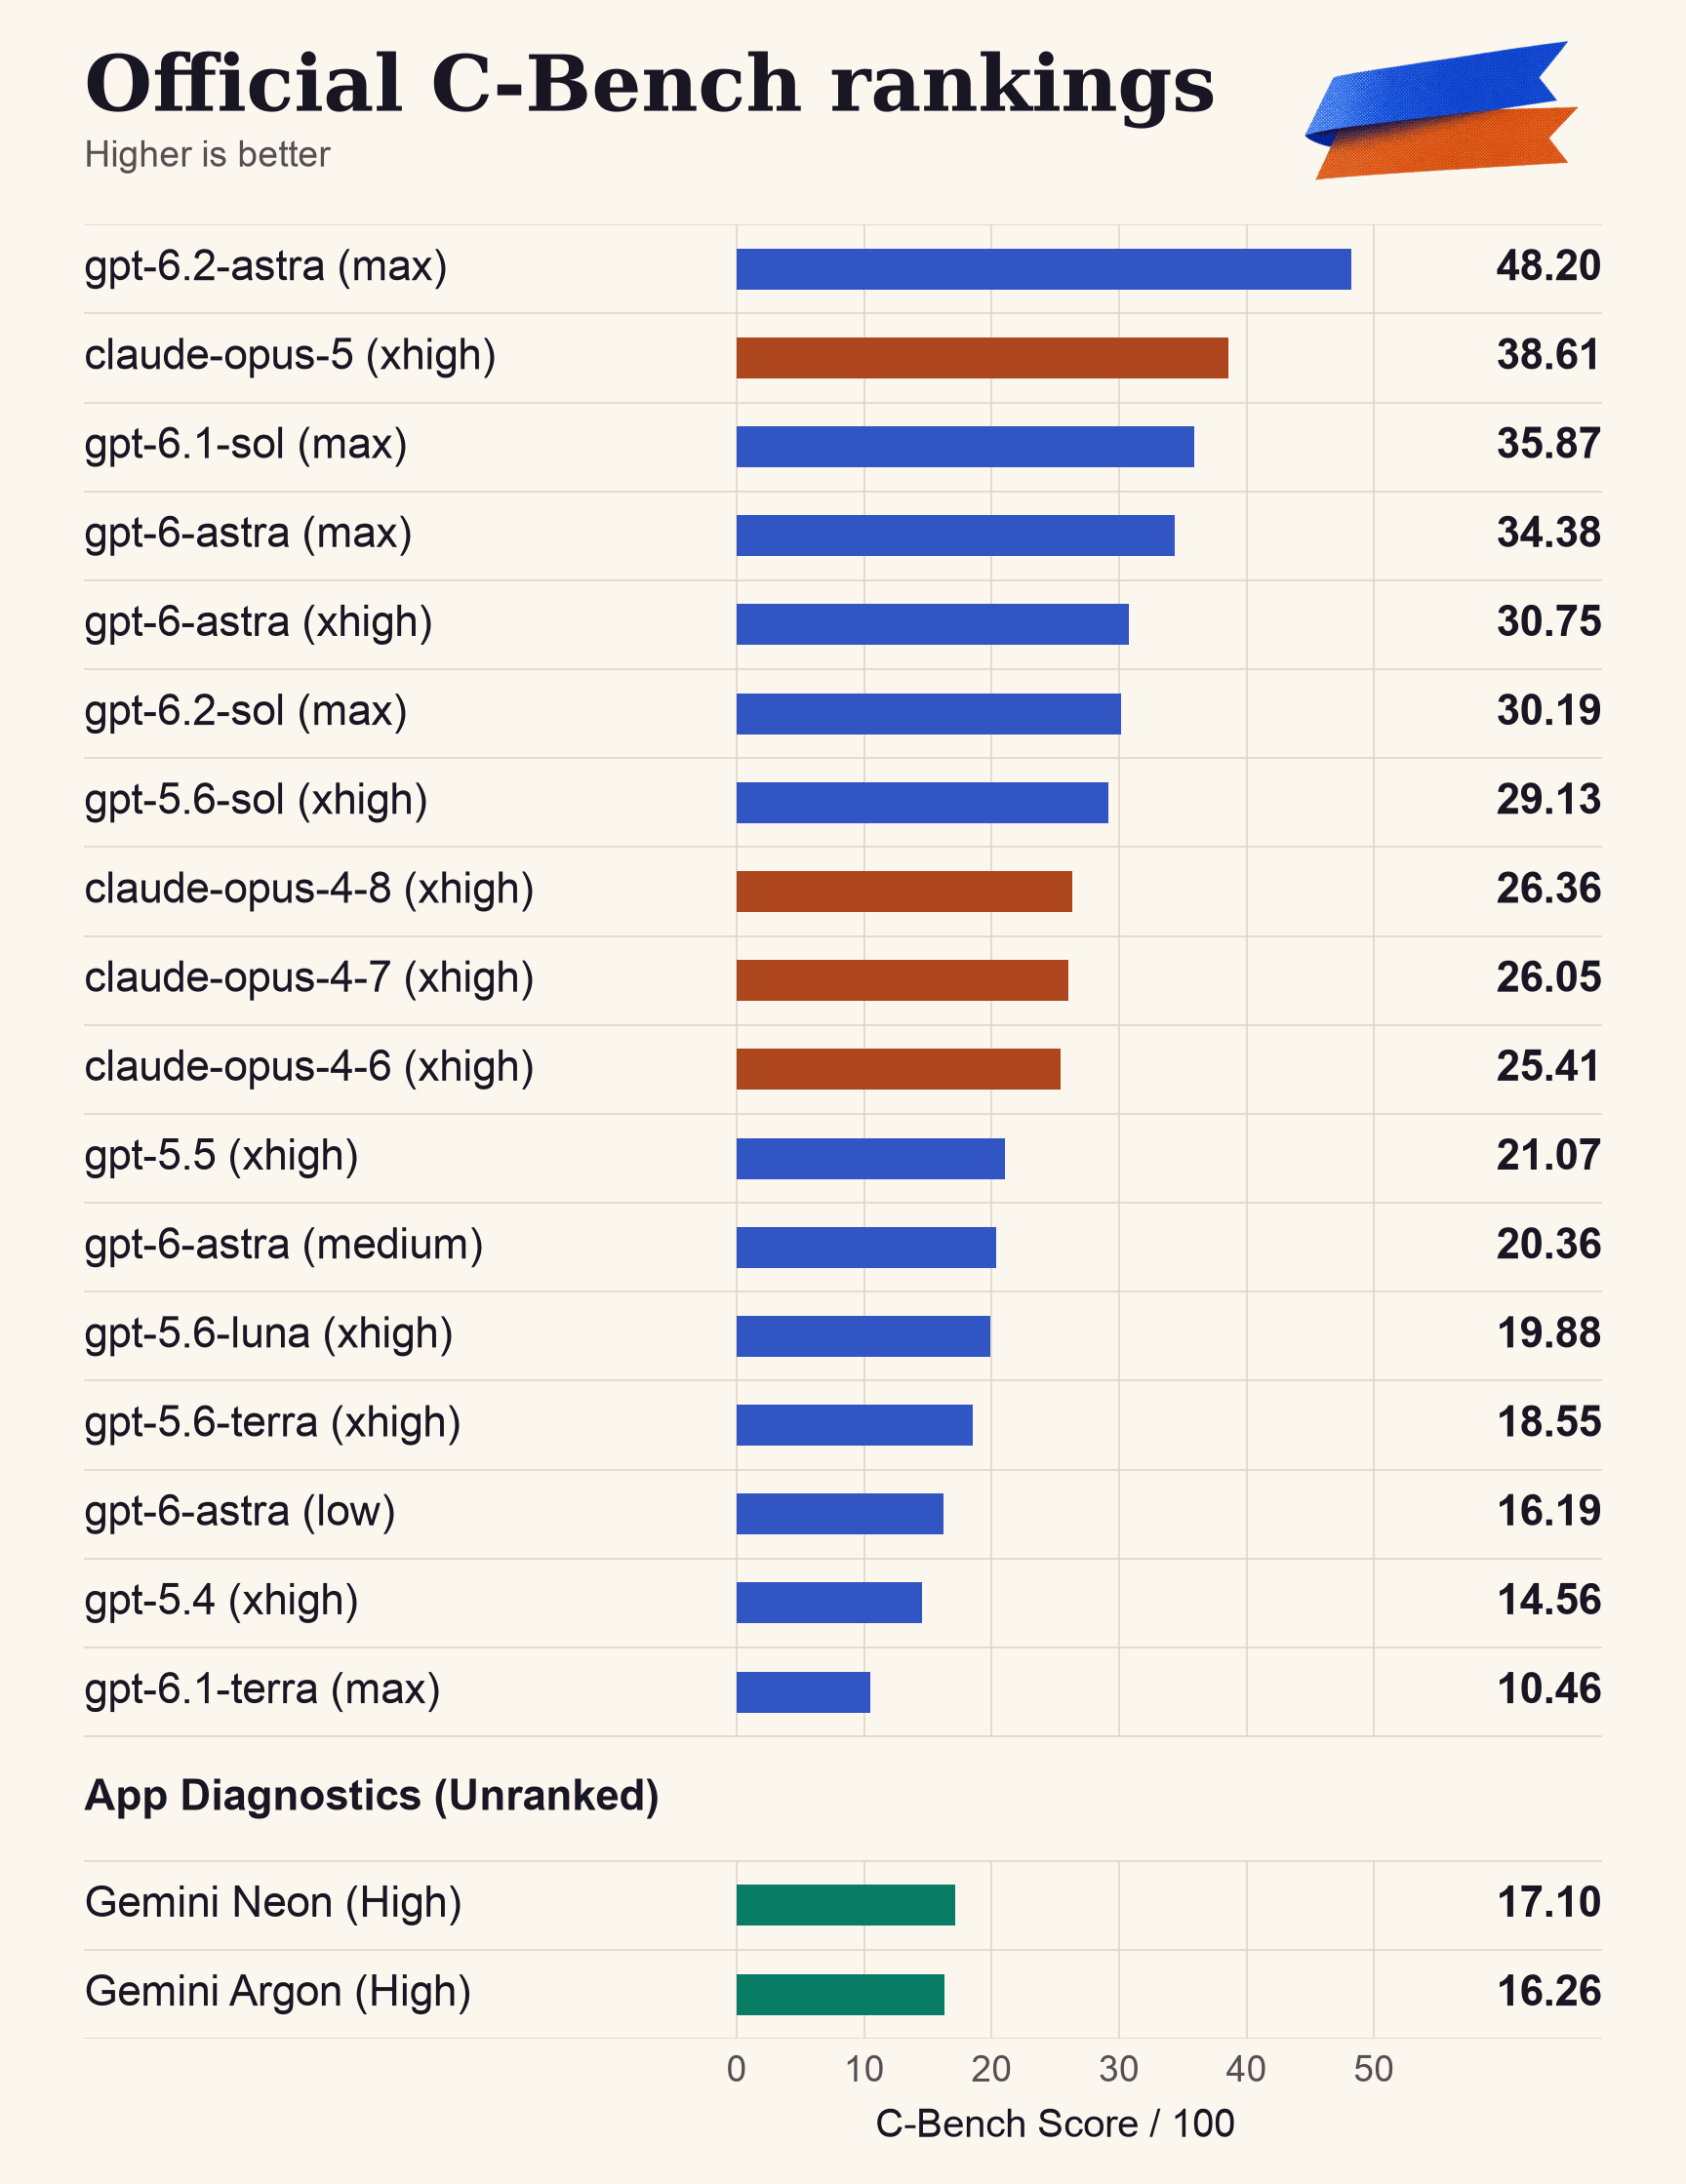 Official C-Bench rankings
Higher is better
gpt-6.2-astra (max) 48.20
claude-opus-5 (xhigh) 38.61
gpt-6.1-sol (max) 35.87
gpt-6-astra (max) 34.38
gpt-6-astra (xhigh) 30.75
gpt-6.2-sol (max) 30.19
gpt-5.6-sol (xhigh) 29.13
claude-opus-4-8 (xhigh) 26.36
claude-opus-4-7 (xhigh) 26.05
claude-opus-4-6 (xhigh) 25.41
gpt-5.5 (xhigh) 21.07
gpt-6-astra (medium) 20.36
gpt-5.6-luna (xhigh) 19.88
gpt-5.6-terra (xhigh) 18.55
gpt-6-astra (low) 16.19
gpt-5.4 (xhigh) 14.56
gpt-6.1-terra (max) 10.46
App Diagnostics (Unranked)
Gemini Neon (High) 17.10
Gemini Argon (High) 16.26
0 10 20 30 40 50
C-Bench Score / 100